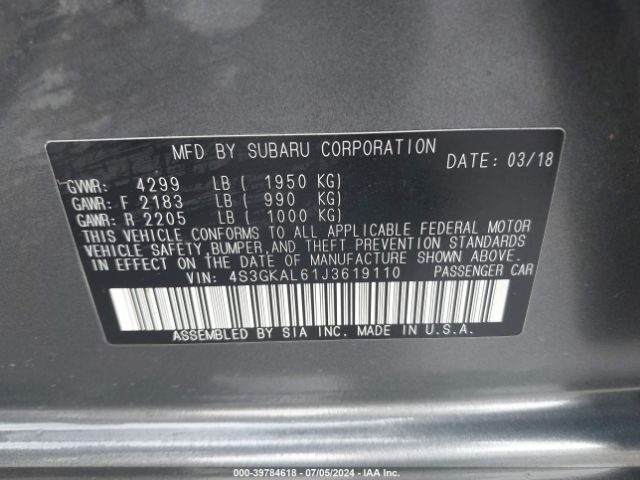 MFD BY SUBARU CORPORATION DATE: 03/18
GVWR: 4299 LB ( 1950 KG)
GAWR: F 2183 LB ( 990 KG)
GAWR: R 2205 LB ( 1000 KG)
THIS VEHICLE CONFORMS TO ALL APPLICABLE FEDERAL MOTOR
VEHICLE SAFETY, BUMPER, AND THEFT PREVENTION STANDARDS
IN EFFECT ON THE DATE OF MANUFACTURE SHOWN ABOVE.
VIN: 4S3GKAL61J3619110 PASSENGER CAR
ASSEMBLED BY SIA INC. MADE IN U.S.A.
000-39784618 - 07/05/2024 - IAA Inc.